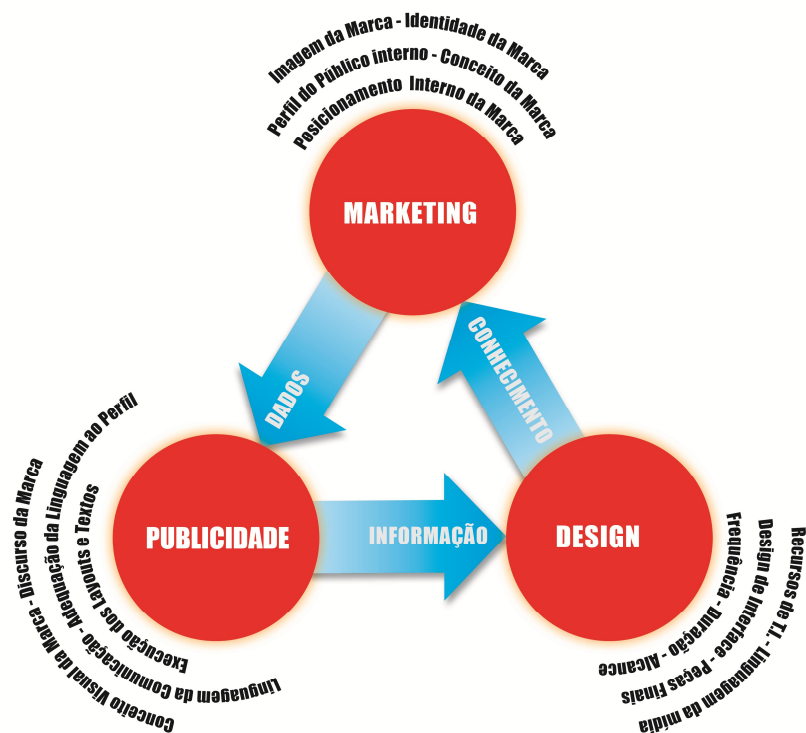 Imagem da Marca - Identidade da Marca
Perfil do Público interno - Conceito da Marca
Posicionamento Interno da Marca
MARKETING
DADOS
CONHECIMENTO
PUBLICIDADE
INFORMAÇÃO
DESIGN
Conceito Visual da Marca - Discurso da Marca
Linguagem da Comunicação - Adequação da Linguagem ao Perfil
Execução dos Layouts e Textos
Recursos de T.I. - Linguagem da mídia
Design de Interface - Peças Finais
Frequência - Duração - Alcance